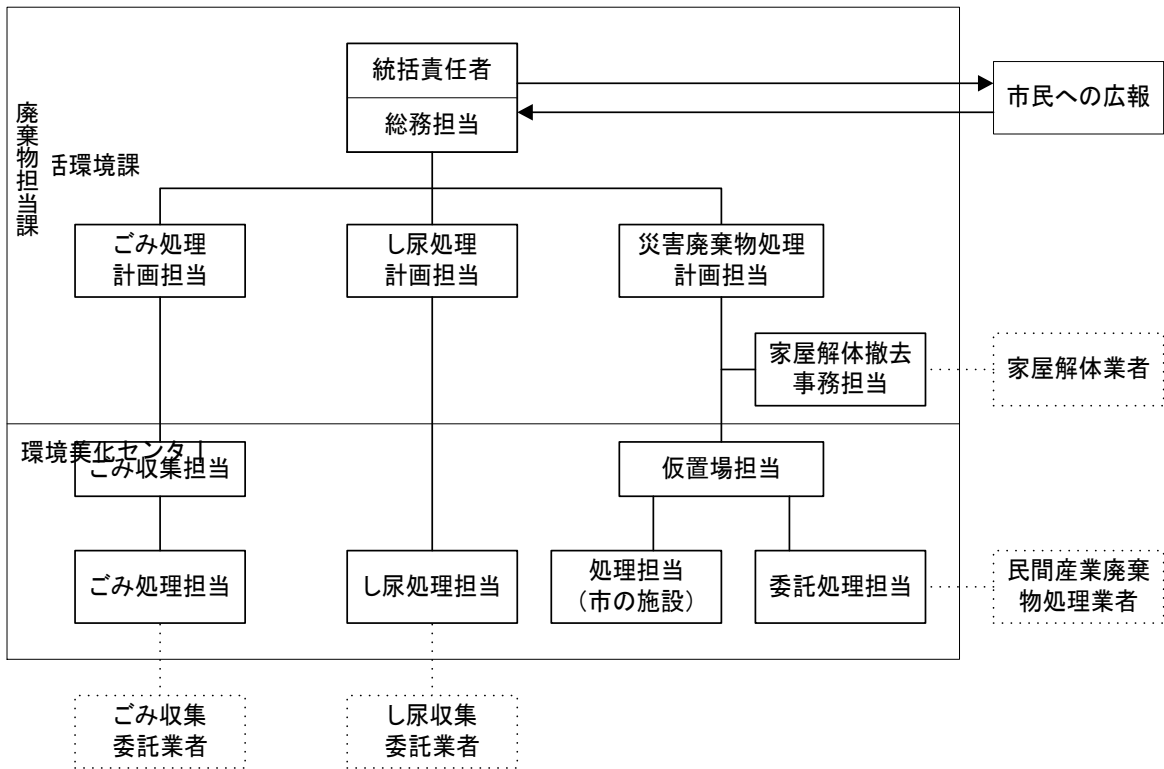 統括責任者
総務担当
市民への広報
廃棄物担当課
活環境課
ごみ処理
計画担当
し尿処理
計画担当
災害廃棄物処理
計画担当
家屋解体撤去
事務担当
家屋解体業者
環境美化センター
ごみ収集担当
仮置場担当
ごみ処理担当
し尿処理担当
処理担当
（市の施設）
委託処理担当
民間産業廃棄
物処理業者
ごみ収集
委託業者
し尿収集
委託業者